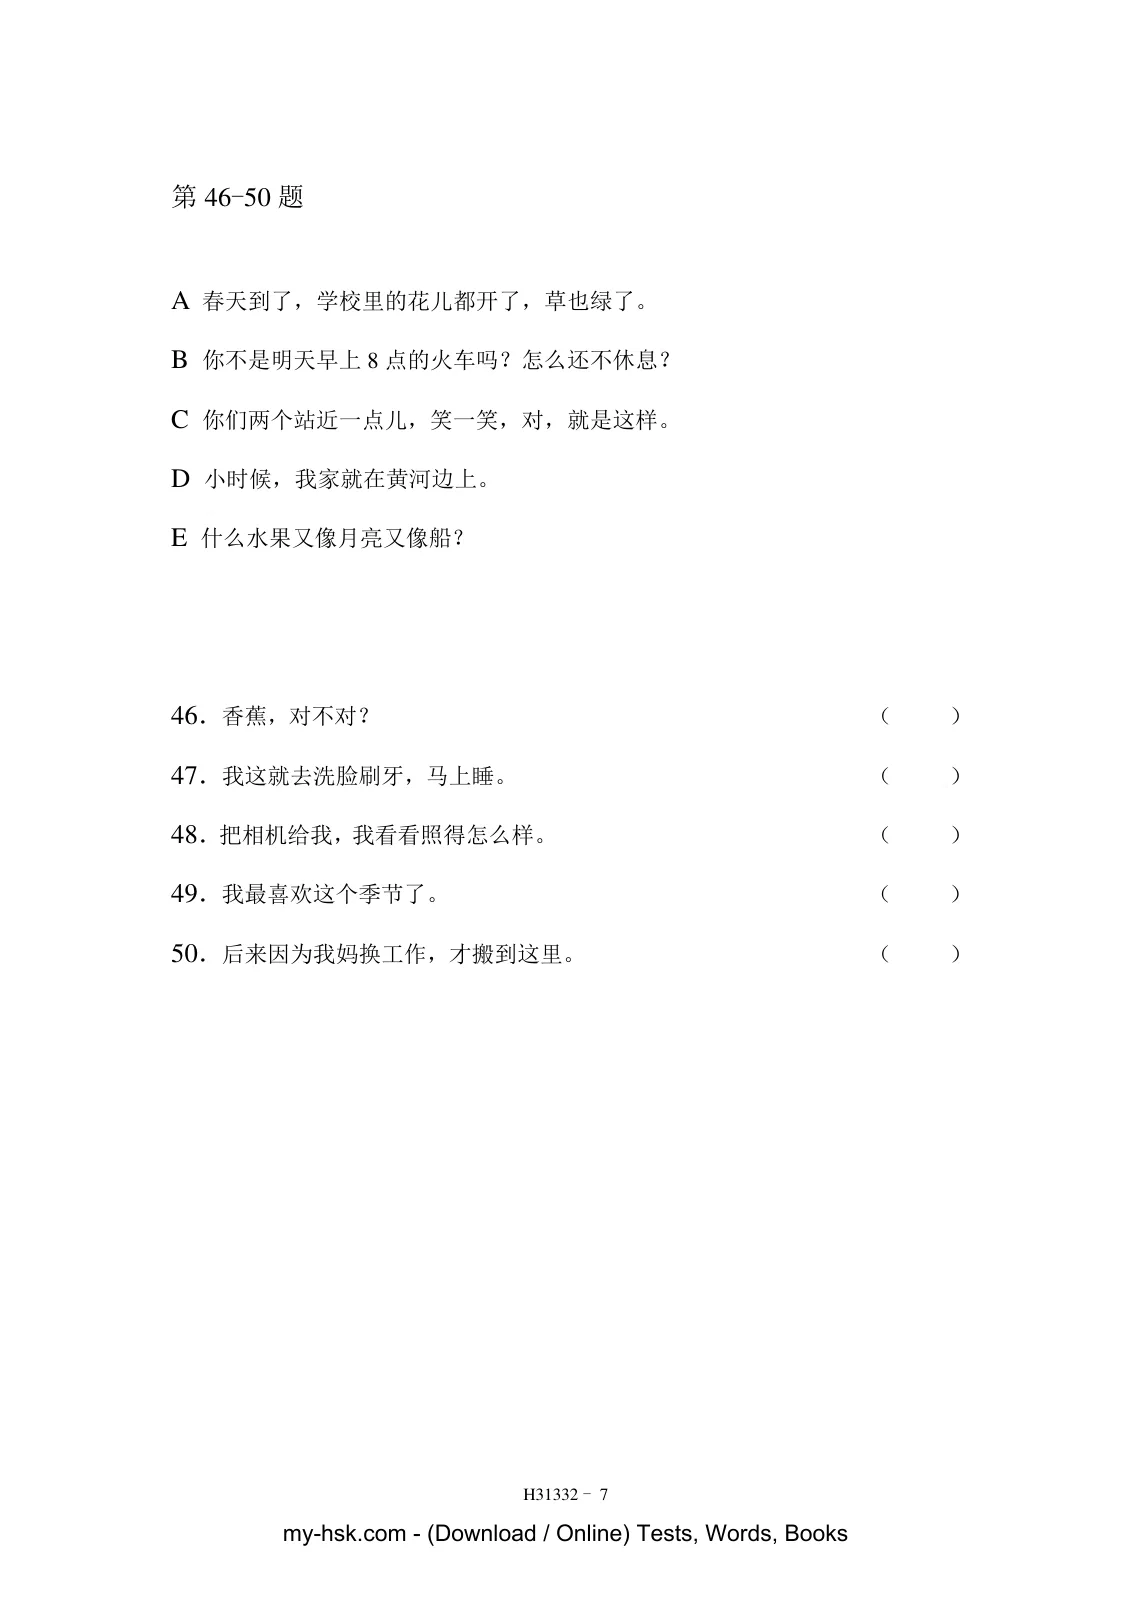 第 46-50 题
A 春天到了，学校里的花儿都开了，草也绿了。
B 你不是明天早上 8 点的火车吗？怎么还不休息？
C 你们两个站近一点儿，笑一笑，对，就是这样。
D 小时候，我家就在黄河边上。
E 什么水果又像月亮又像船？
46. 香蕉，对不对？ （ ）
47. 我这就去洗脸刷牙，马上睡。 （ ）
48. 把相机给我，我看看照得怎么样。 （ ）
49. 我最喜欢这个季节了。 （ ）
50. 后来因为我妈换工作，才搬到这里。 （ ）
H31332 - 7
my-hsk.com - (Download / Online) Tests, Words, Books